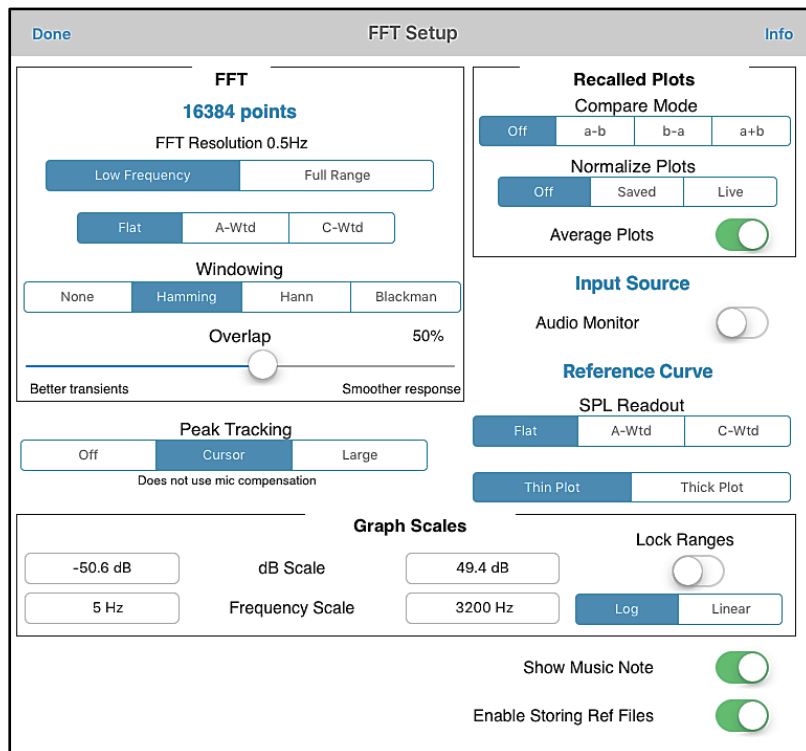 Done FFT Setup Info
FFT
16384 points
FFT Resolution 0.5Hz
Low Frequency Full Range
Flat A-Wtd C-Wtd
Windowing
None Hamming Hann Blackman
Overlap 50%
Better transients Smoother response
Peak Tracking
Off Cursor Large
Does not use mic compensation
Recalled Plots
Compare Mode
Off a-b b-a a+b
Normalize Plots
Off Saved Live
Average Plots
Input Source
Audio Monitor
Reference Curve
SPL Readout
Flat A-Wtd C-Wtd
Thin Plot Thick Plot
Graph Scales
Lock Ranges
-50.6 dB dB Scale 49.4 dB
5 Hz Frequency Scale 3200 Hz Log Linear
Show Music Note
Enable Storing Ref Files